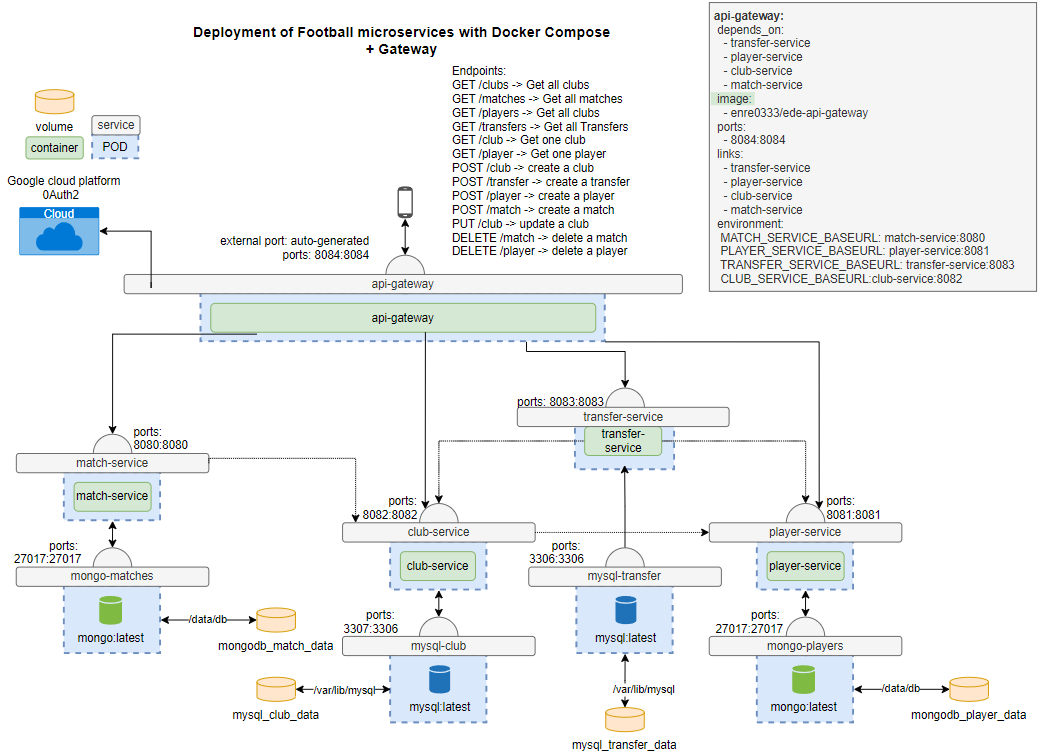 Deployment of Football microservices with Docker Compose
+ Gateway
Endpoints:
GET /clubs -> Get all clubs
GET /matches -> Get all matches
GET /players -> Get all clubs
GET /transfers -> Get all Transfers
GET /club -> Get one club
GET /player -> Get one player
POST /club -> create a club
POST /transfer -> create a transfer
POST /player -> create a player
POST /match -> create a match
PUT /club -> update a club
DELETE /match -> delete a match
DELETE /player -> delete a player
api-gateway:
depends_on:
- transfer-service
- player-service
- club-service
- match-service
image:
- enre0333/ede-api-gateway
ports:
- 8084:8084
links:
- transfer-service
- player-service
- club-service
- match-service
environment:
MATCH_SERVICE_BASEURL: match-service:8080
PLAYER_SERVICE_BASEURL: player-service:8081
TRANSFER_SERVICE_BASEURL: transfer-service:8083
CLUB_SERVICE_BASEURL:club-service:8082
volume
service
container
POD
Google cloud platform
0Auth2
Cloud
external port: auto-generated
ports: 8084:8084
api-gateway
api-gateway
ports: 8083:8083
transfer-service
transfer-
service
ports:
8080:8080
match-service
match-service
ports:
8082:8082
club-service
club-service
ports:
8081:8081
player-service
player-service
ports:
27017:27017
mongo-matches
mongo:latest
/data/db
mongodb_match_data
ports:
3306:3306
mysql-transfer
mysql:latest
/var/lib/mysql
mysql_transfer_data
ports:
3307:3306
mysql-club
mysql:latest
/var/lib/mysql
mysql_club_data
ports:
27017:27017
mongo-players
mongo:latest
/data/db
mongodb_player_data